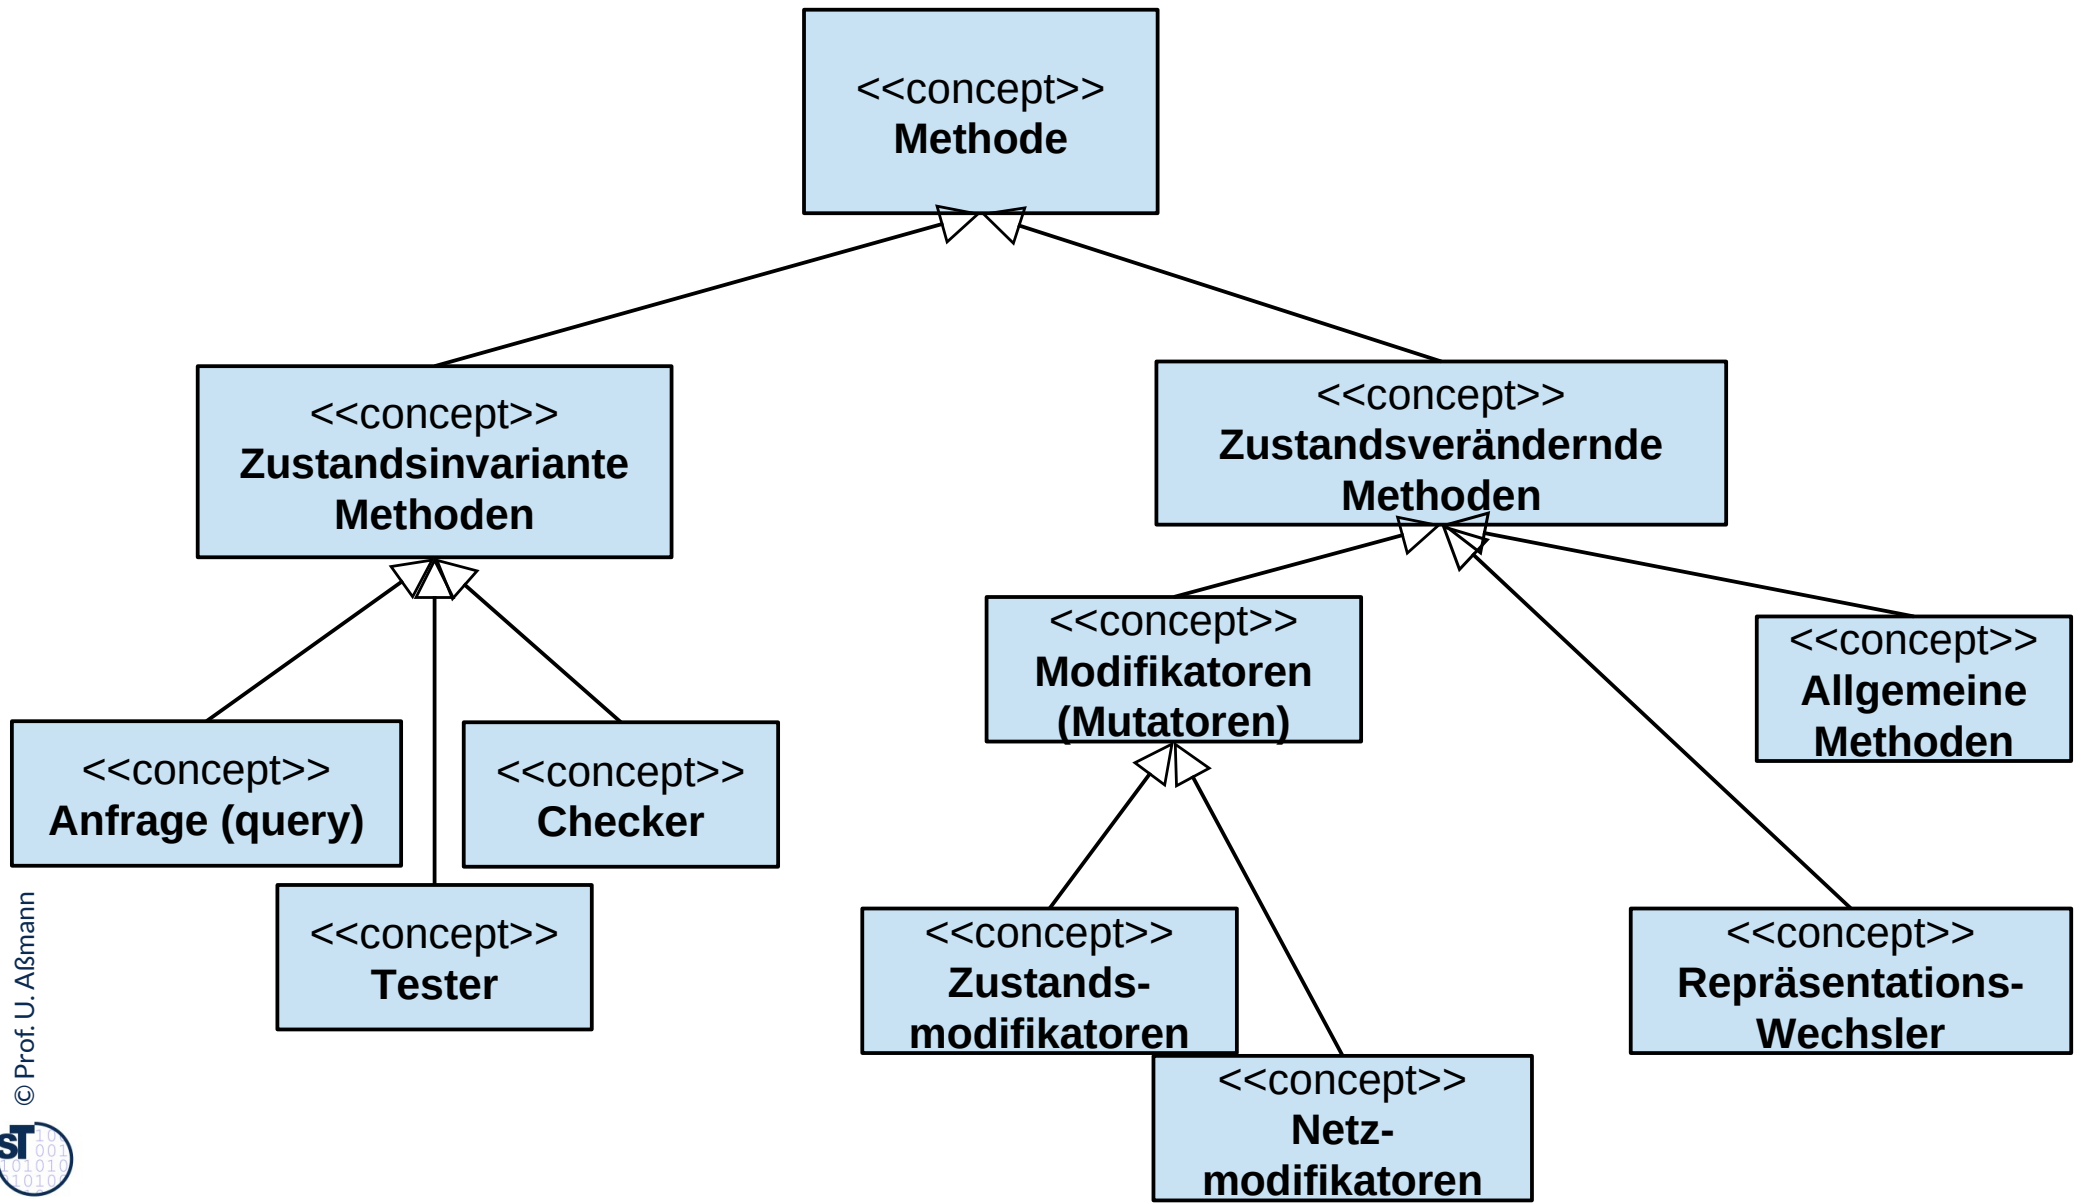 <<concept>>
Methode
<<concept>>
Zustandsinvariante
Methoden
<<concept>>
Zustandsverändernde
Methoden
<<concept>>
Anfrage (query)
<<concept>>
Checker
<<concept>>
Tester
<<concept>>
Modifikatoren
(Mutatoren)
<<concept>>
Allgemeine
Methoden
<<concept>>
Zustands-
modifikatoren
<<concept>>
Netz-
modifikatoren
<<concept>>
Repräsentations-
Wechsler
© Prof. U. Aßmann
ST